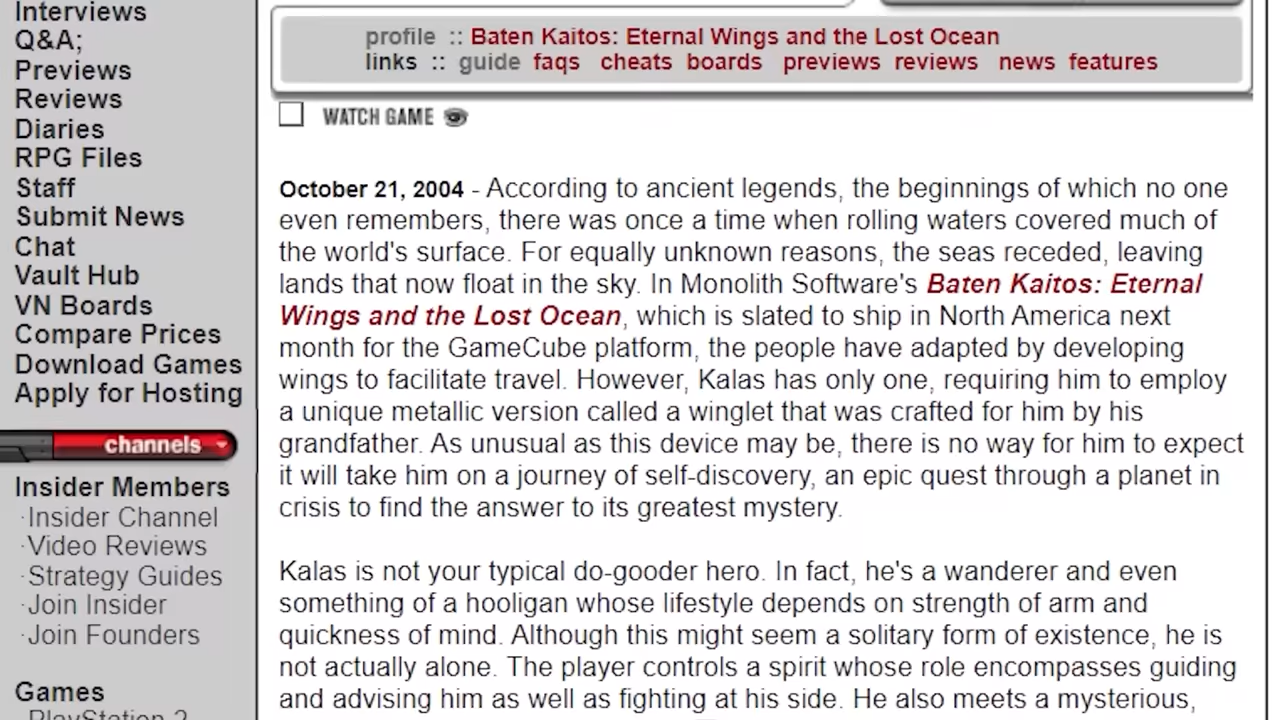 Interviews
Q&A;
Previews
Reviews
Diaries
RPG Files
Staff
Submit News
Chat
Vault Hub
VN Boards
Compare Prices
Download Games
Apply for Hosting
channels
Insider Members
·Insider Channel
·Video Reviews
·Strategy Guides
·Join Insider
·Join Founders
Games
·PlayStation 2
profile :: Baten Kaitos: Eternal Wings and the Lost Ocean
links :: guide faqs cheats boards previews reviews news features
WATCH GAME
October 21, 2004 - According to ancient legends, the beginnings of which no one
even remembers, there was once a time when rolling waters covered much of
the world's surface. For equally unknown reasons, the seas receded, leaving
lands that now float in the sky. In Monolith Software's Baten Kaitos: Eternal
Wings and the Lost Ocean, which is slated to ship in North America next
month for the GameCube platform, the people have adapted by developing
wings to facilitate travel. However, Kalas has only one, requiring him to employ
a unique metallic version called a winglet that was crafted for him by his
grandfather. As unusual as this device may be, there is no way for him to expect
it will take him on a journey of self-discovery, an epic quest through a planet in
crisis to find the answer to its greatest mystery.
Kalas is not your typical do-gooder hero. In fact, he's a wanderer and even
something of a hooligan whose lifestyle depends on strength of arm and
quickness of mind. Although this might seem a solitary form of existence, he is
not actually alone. The player controls a spirit whose role encompasses guiding
and advising him as well as fighting at his side. He also meets a mysterious,